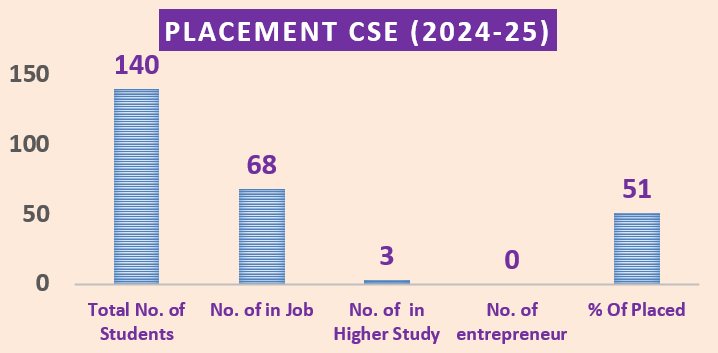 PLACEMENT CSE (2024-25)
150
100
50
0
140
68
3
0
51
Total No. of
Students
No. of in Job
No. of in
Higher Study
No. of
entrepreneur
% Of Placed